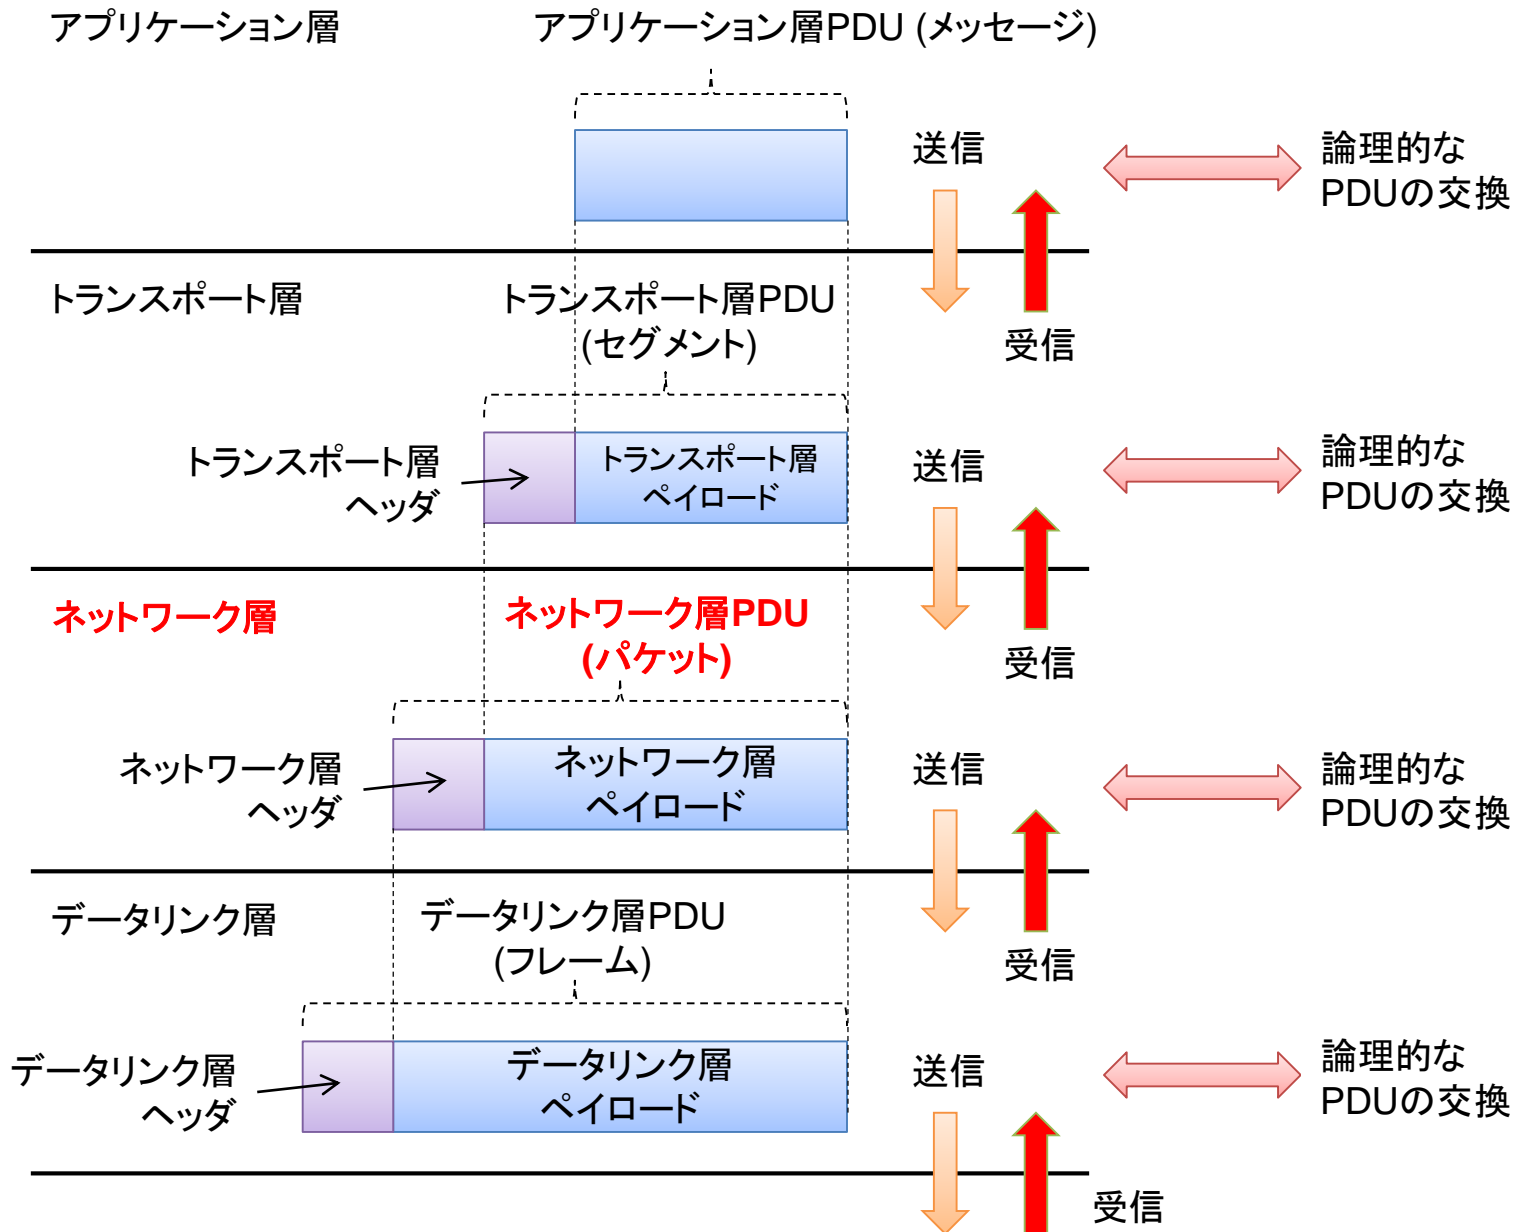 アプリケーション層
アプリケーション層PDU (メッセージ)
送信
論理的な
PDUの交換
トランスポート層
トランスポート層PDU
(セグメント)
受信
トランスポート層
ヘッダ
トランスポート層
ペイロード
送信
論理的な
PDUの交換
ネットワーク層
ネットワーク層PDU
(パケット)
受信
ネットワーク層
ヘッダ
ネットワーク層
ペイロード
送信
論理的な
PDUの交換
データリンク層
データリンク層PDU
(フレーム)
受信
データリンク層
ヘッダ
データリンク層
ペイロード
送信
論理的な
PDUの交換
受信